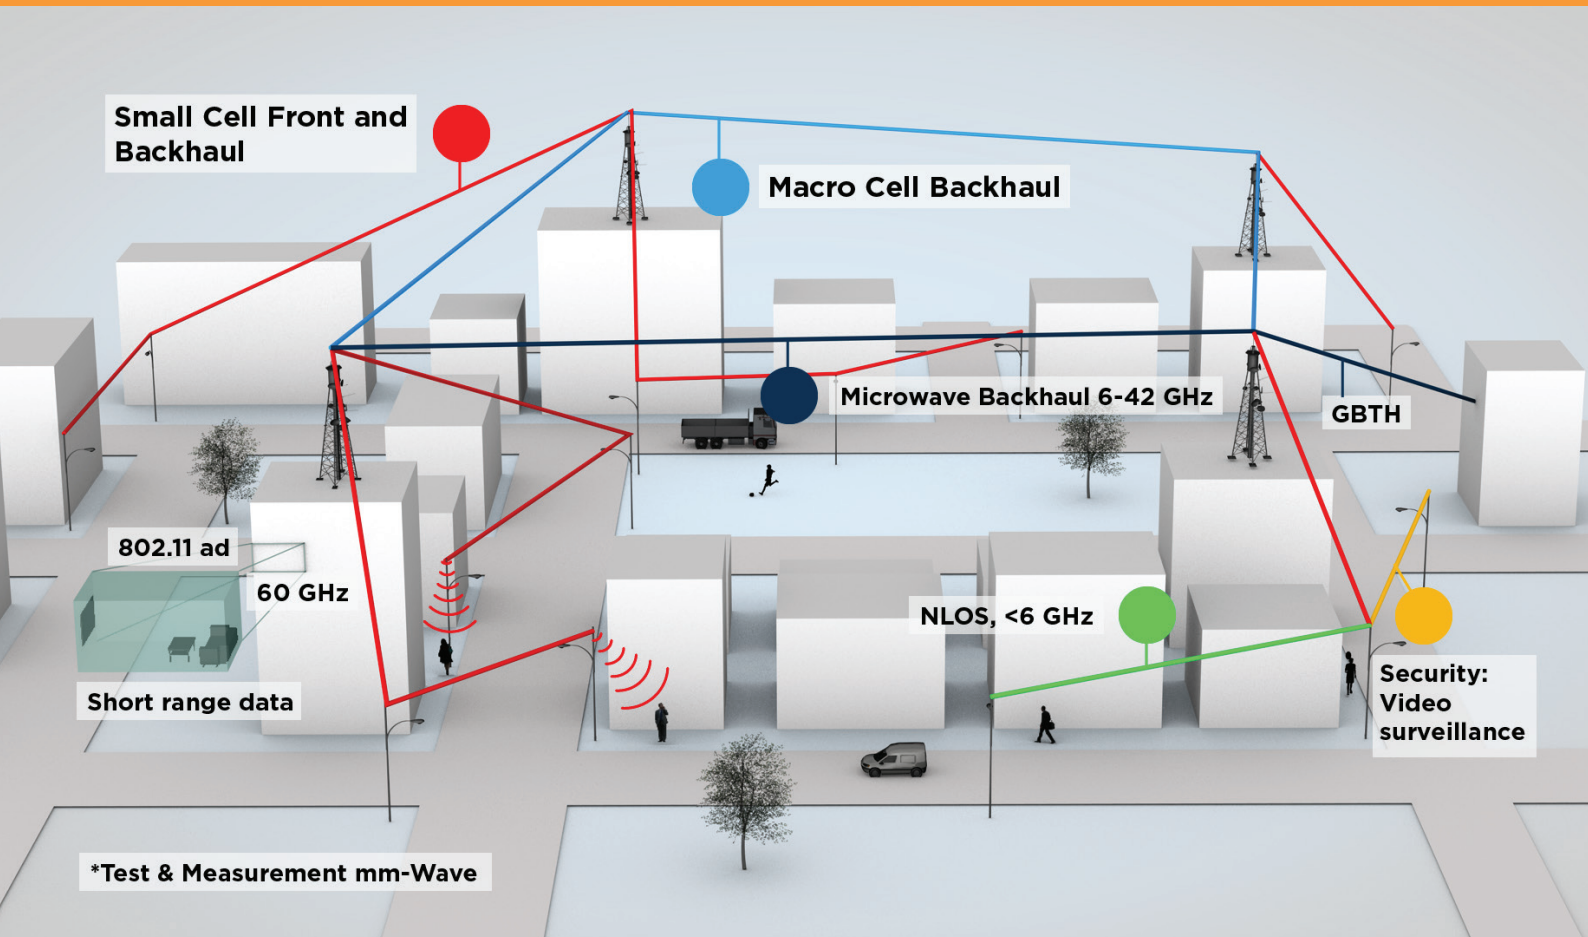 Small Cell Front and
Backhaul
Macro Cell Backhaul
Microwave Backhaul 6-42 GHz
GBTH
802.11 ad
60 GHz
NLOS, <6 GHz
Short range data
Security:
Video
surveillance
*Test & Measurement mm-Wave